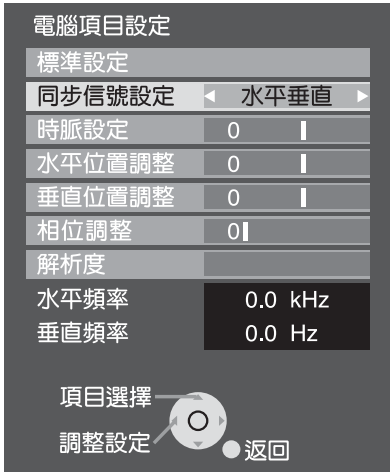 電腦項目設定
標準設定
同步信號設定 水平垂直
時脈設定 0
水平位置調整 0
垂直位置調整 0
相位調整 0
解析度
水平頻率 0.0 kHz
垂直頻率 0.0 Hz
項目選擇
調整設定
返回